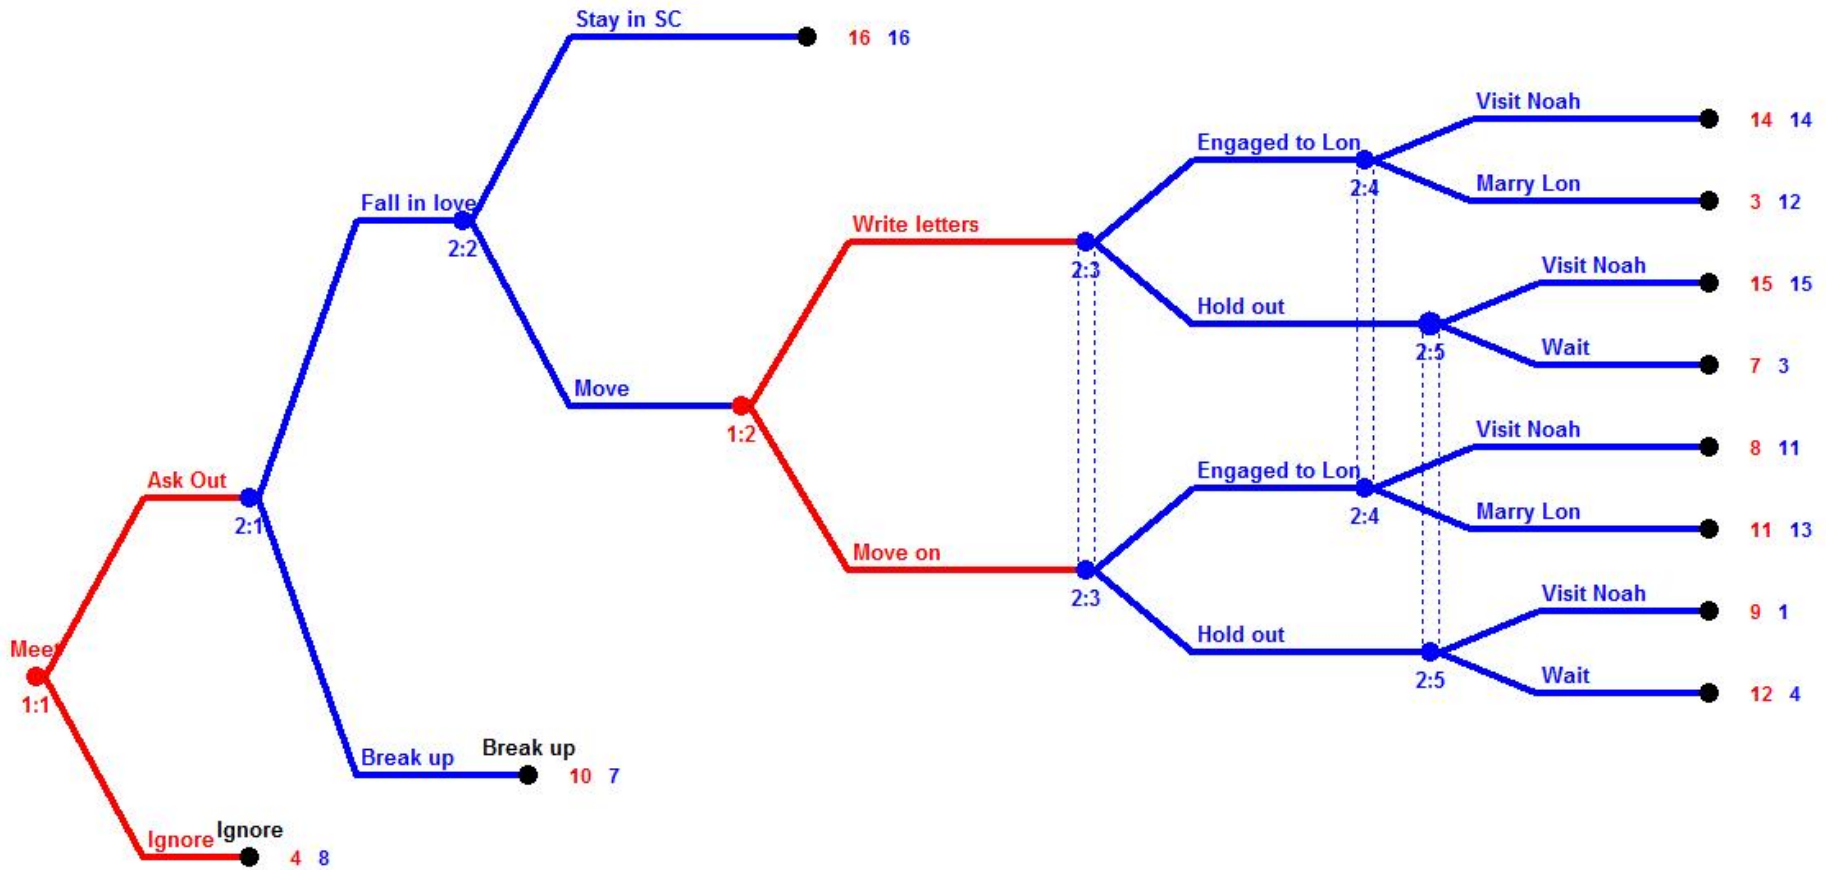 Stay in SC
16 16
Visit Noah
14 14
Engaged to Lon
2:4
Marry Lon
3 12
Fall in love
2:2
Write letters
2:3
Visit Noah
15 15
Hold out
2:5
Wait
7 3
Move
1:2
Visit Noah
8 11
Engaged to Lon
2:4
Marry Lon
11 13
Ask Out
2:1
Move on
2:3
Visit Noah
9 1
Hold out
2:5
Wait
12 4
Meet
1:1
Break up
Break up
10 7
Ignore
Ignore
4 8